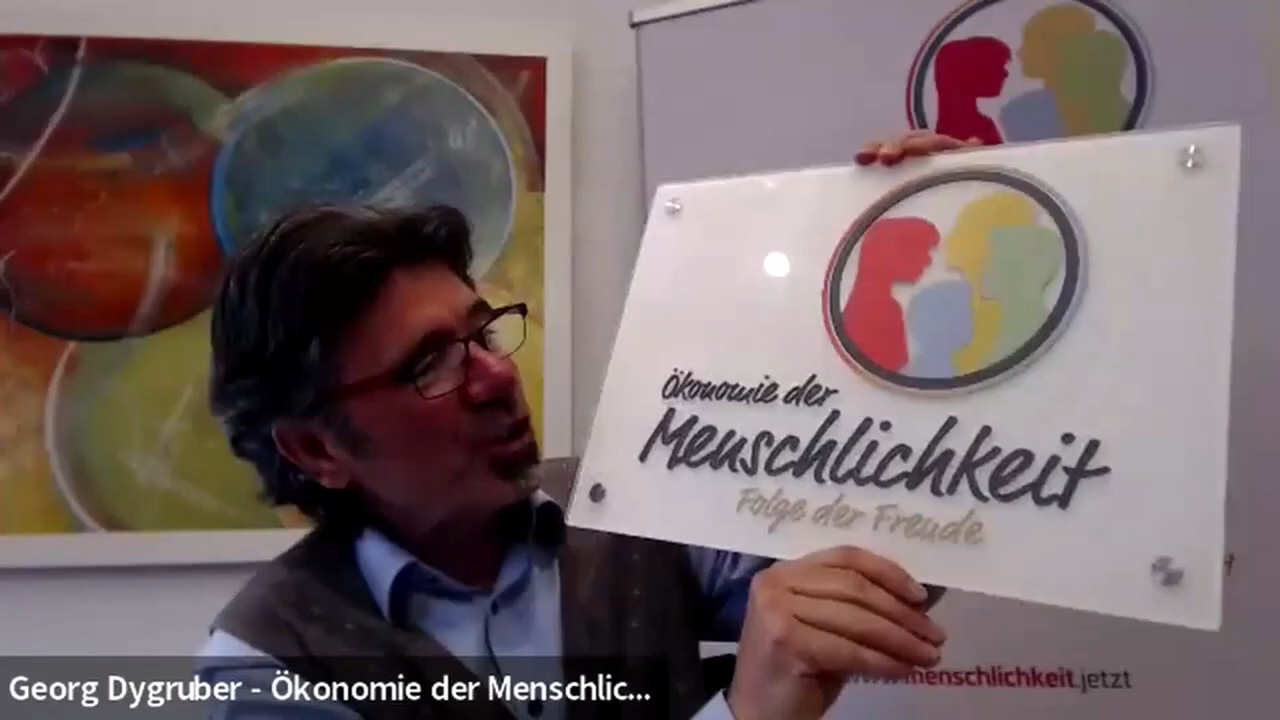 Ökonomie der
Menschlichkeit
Folge der Freude
www.menschlichkeit.jetzt
Georg Dygruber - Ökonomie der Menschlic...